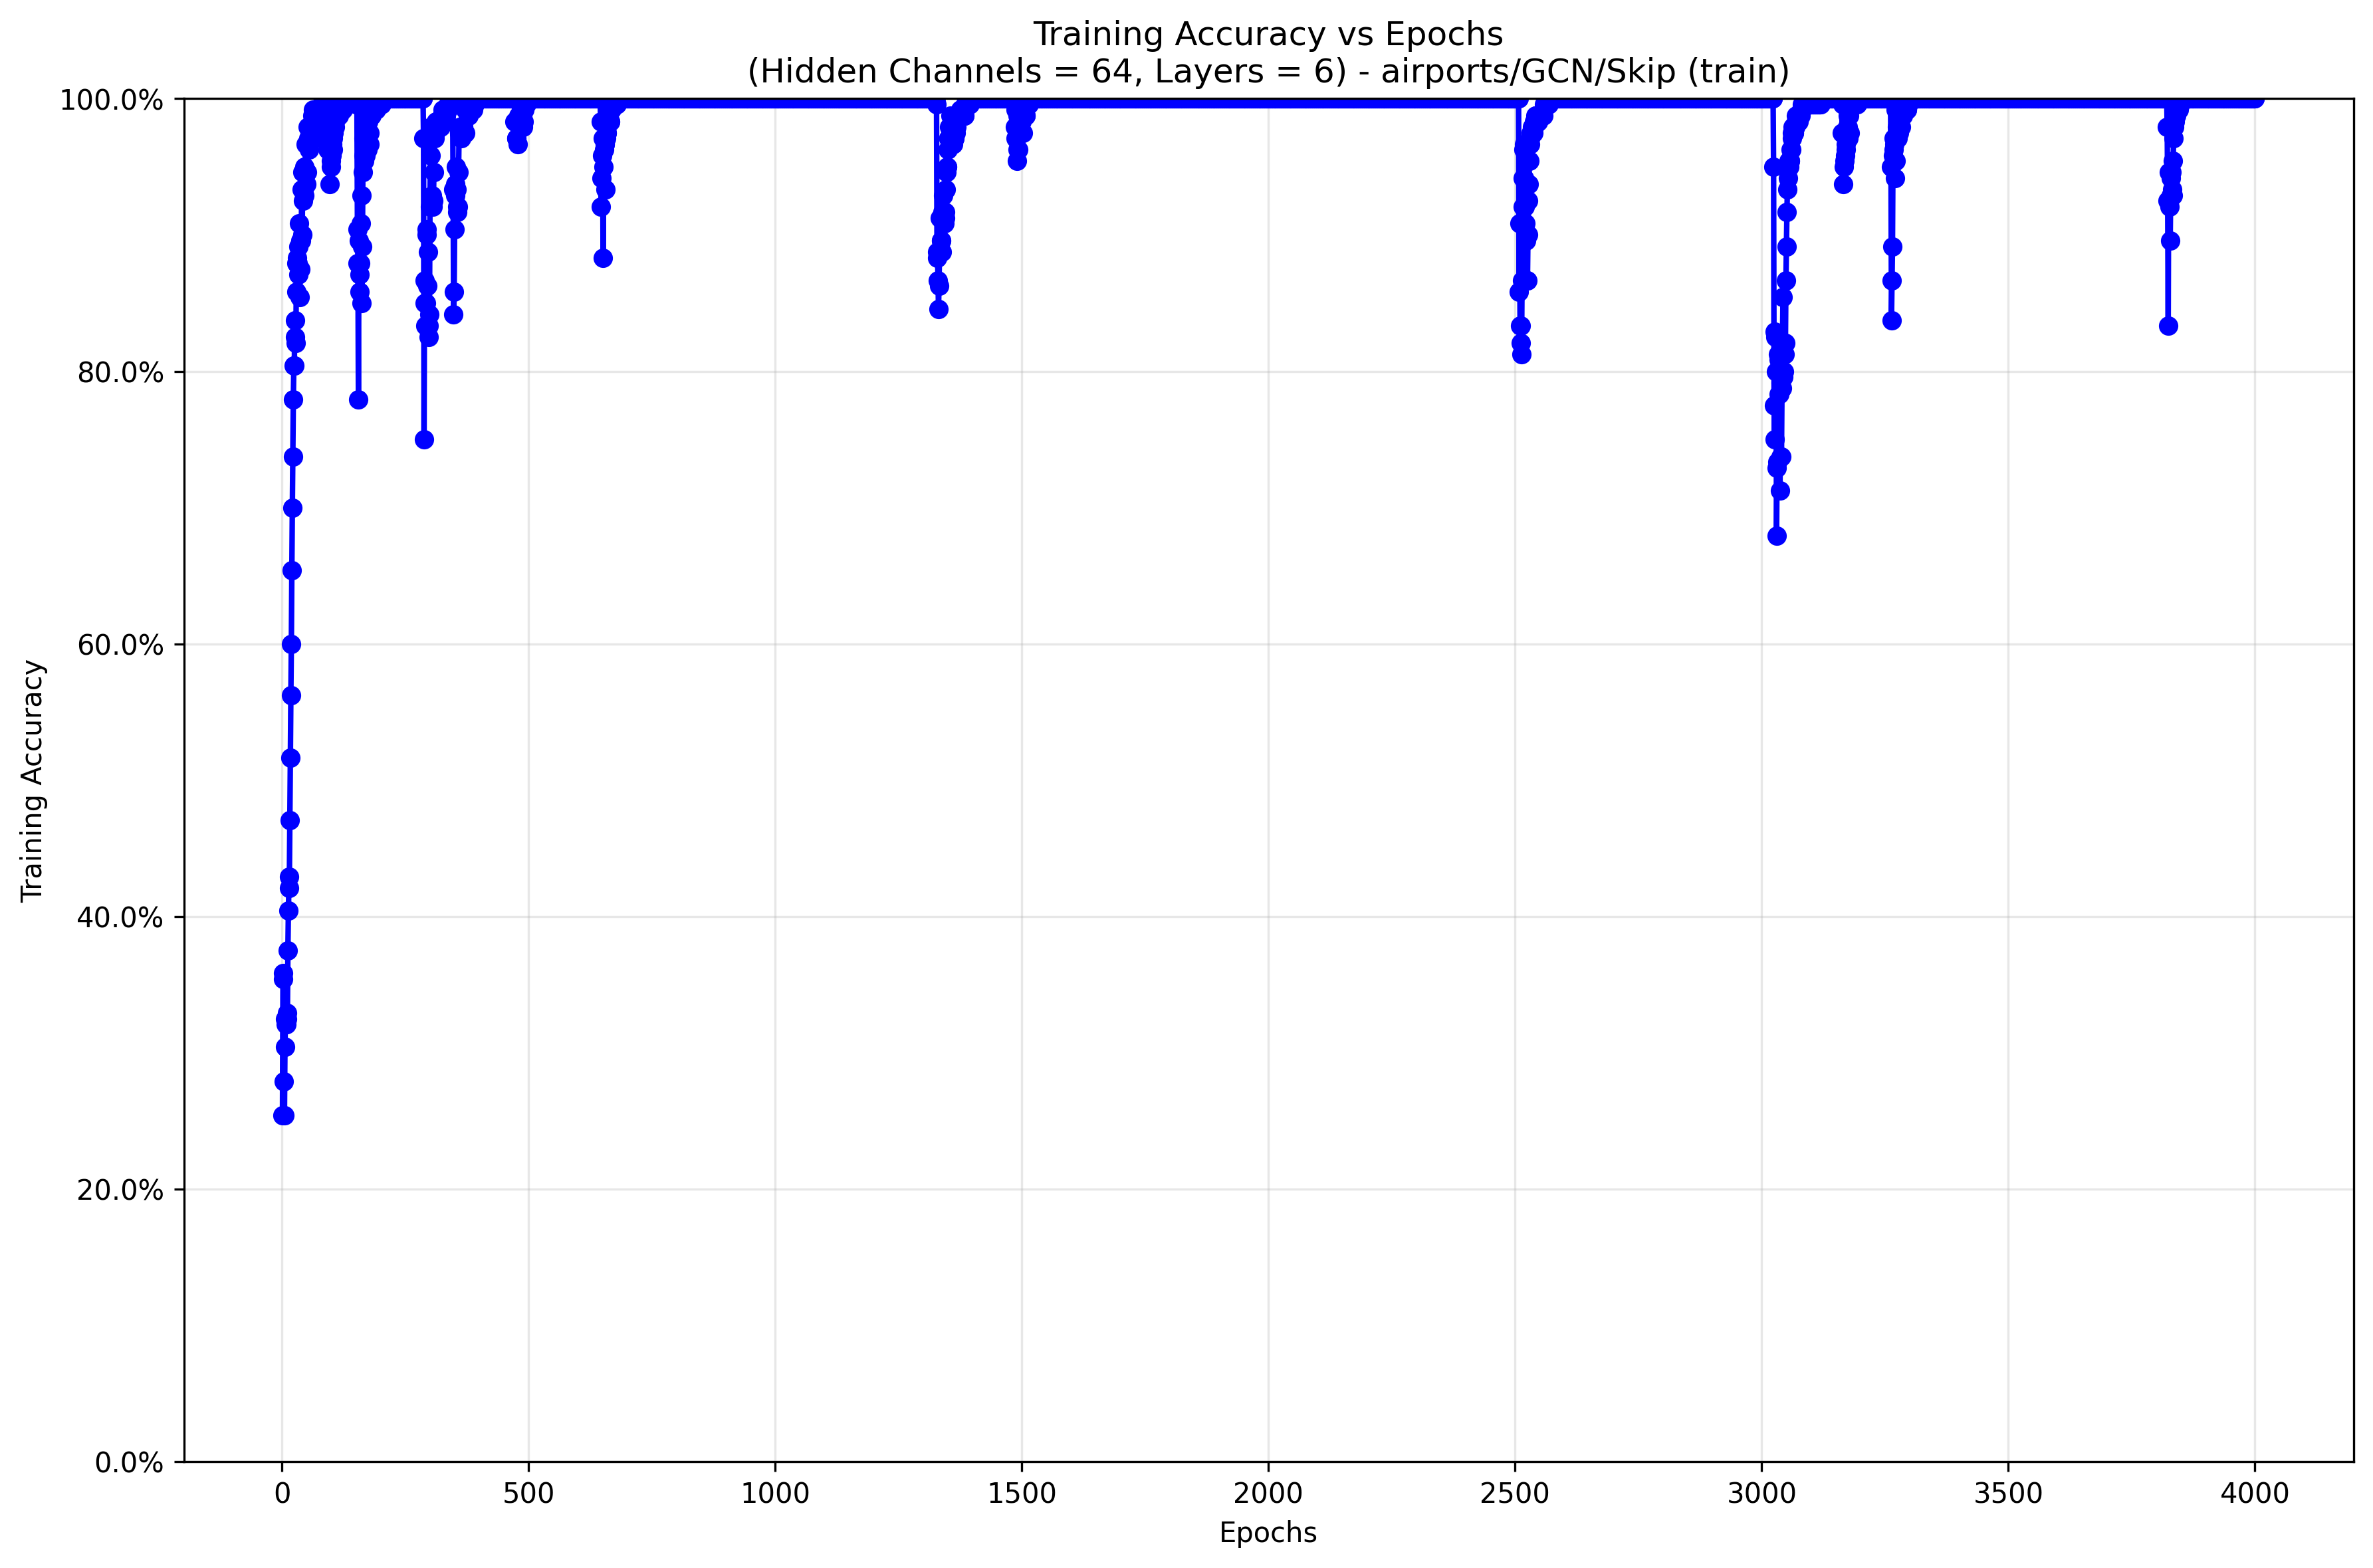 Training Accuracy vs Epochs
(Hidden Channels = 64, Layers = 6) - airports/GCN/Skip (train)
100.0%
80.0%
60.0%
40.0%
20.0%
0.0%
Training Accuracy
0 500 1000 1500 2000 2500 3000 3500 4000
Epochs